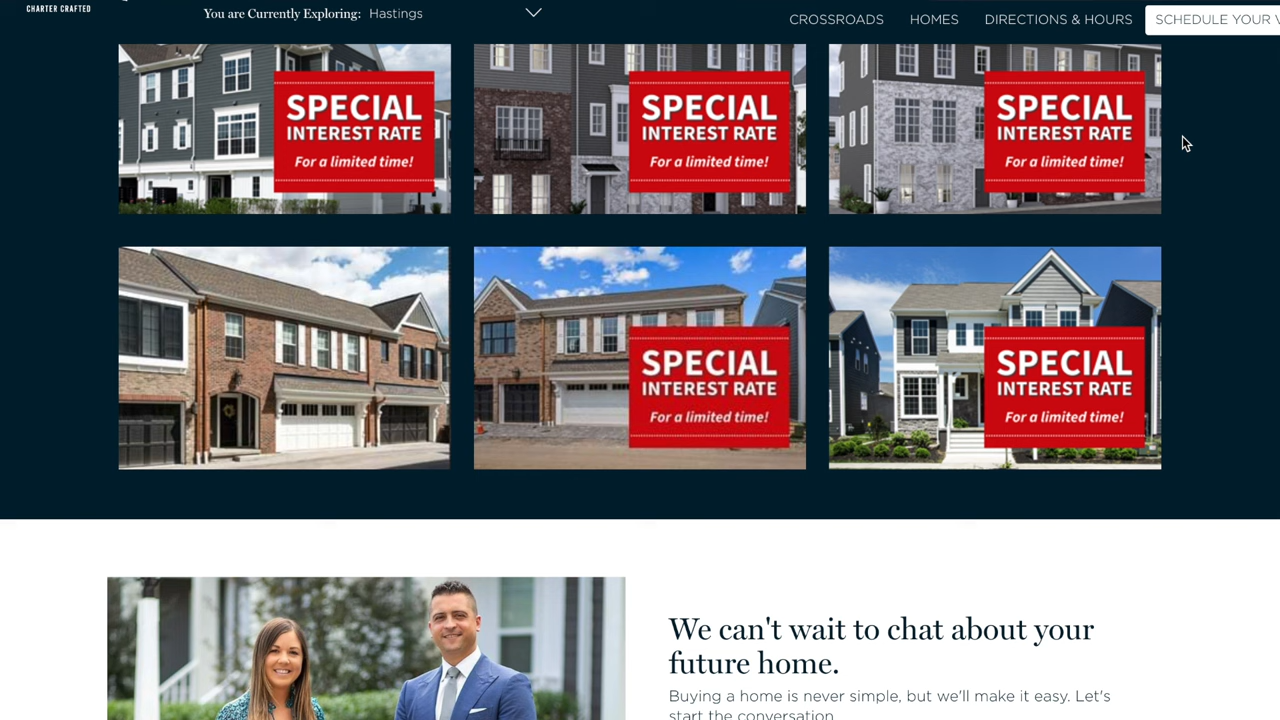 CHARTER CRAFTED
You are Currently Exploring: Hastings
CROSSROADS HOMES DIRECTIONS & HOURS SCHEDULE YOUR V
SPECIAL
INTEREST RATE
For a limited time!
SPECIAL
INTEREST RATE
For a limited time!
SPECIAL
INTEREST RATE
For a limited time!
SPECIAL
INTEREST RATE
For a limited time!
SPECIAL
INTEREST RATE
For a limited time!
We can't wait to chat about your
future home.
Buying a home is never simple, but we'll make it easy. Let's
start the conversation